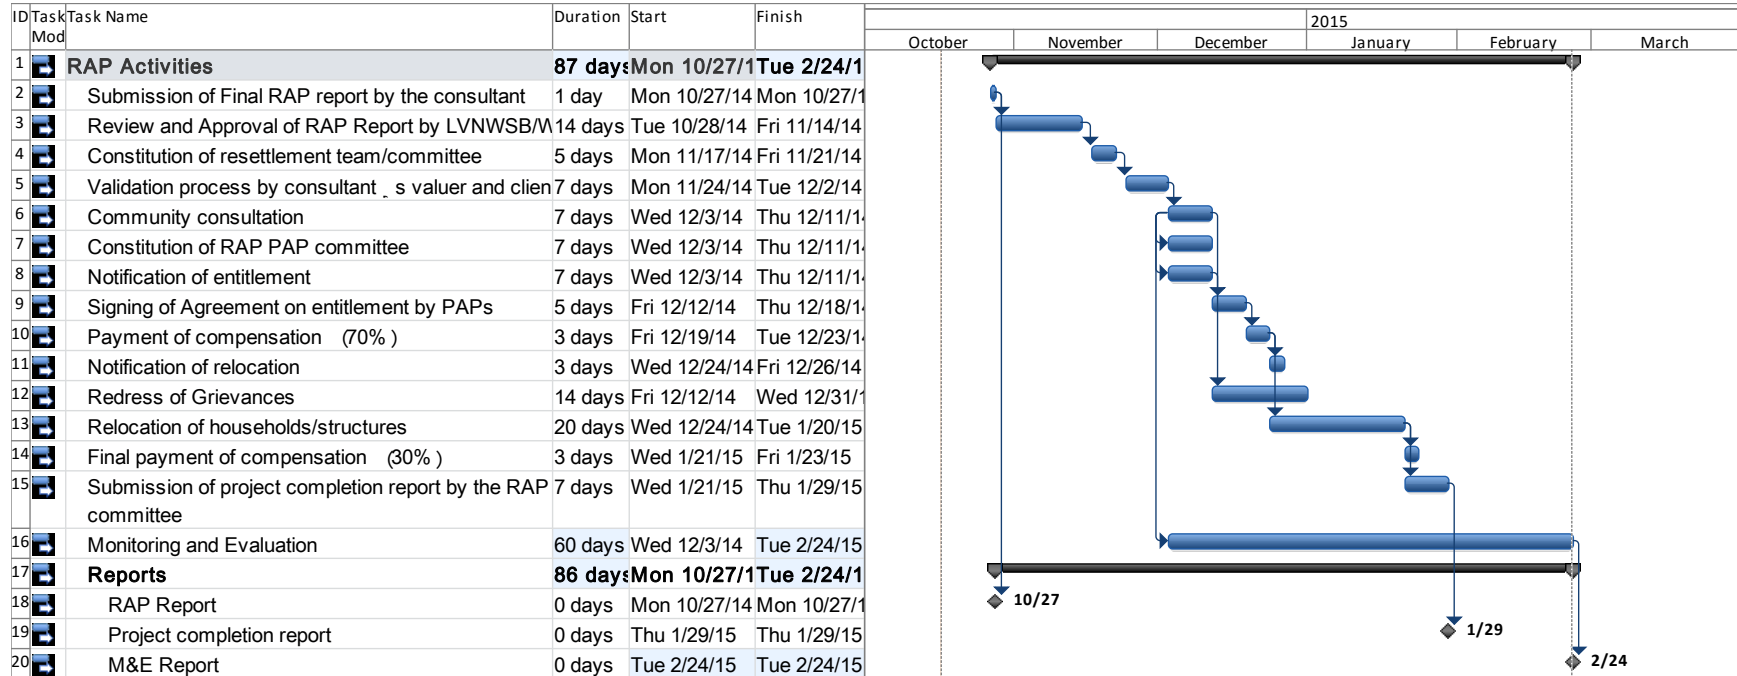 ID Task Task Name Duration Start Finish
Mod
2015
October November December January February March
1 RAP Activities 87 days Mon 10/27/1 Tue 2/24/1
2 Submission of Final RAP report by the consultant 1 day Mon 10/27/14 Mon 10/27/1
3 Review and Approval of RAP Report by LVNWSB/W 14 days Tue 10/28/14 Fri 11/14/14
4 Constitution of resettlement team/committee 5 days Mon 11/17/14 Fri 11/21/14
5 Validation process by consultant ˛ s valuer and clien 7 days Mon 11/24/14 Tue 12/2/14
6 Community consultation 7 days Wed 12/3/14 Thu 12/11/1
7 Constitution of RAP PAP committee 7 days Wed 12/3/14 Thu 12/11/1
8 Notification of entitlement 7 days Wed 12/3/14 Thu 12/11/1
9 Signing of Agreement on entitlement by PAPs 5 days Fri 12/12/14 Thu 12/18/1
10 Payment of compensation (70% ) 3 days Fri 12/19/14 Tue 12/23/1
11 Notification of relocation 3 days Wed 12/24/14 Fri 12/26/14
12 Redress of Grievances 14 days Fri 12/12/14 Wed 12/31/1
13 Relocation of households/structures 20 days Wed 12/24/14 Tue 1/20/15
14 Final payment of compensation (30% ) 3 days Wed 1/21/15 Fri 1/23/15
15 Submission of project completion report by the RAP 7 days Wed 1/21/15 Thu 1/29/15
committee
16 Monitoring and Evaluation 60 days Wed 12/3/14 Tue 2/24/15
17 Reports 86 days Mon 10/27/1 Tue 2/24/1
18 RAP Report 0 days Mon 10/27/14 Mon 10/27/1 10/27
19 Project completion report 0 days Thu 1/29/15 Thu 1/29/15 1/29
20 M&E Report 0 days Tue 2/24/15 Tue 2/24/15 2/24